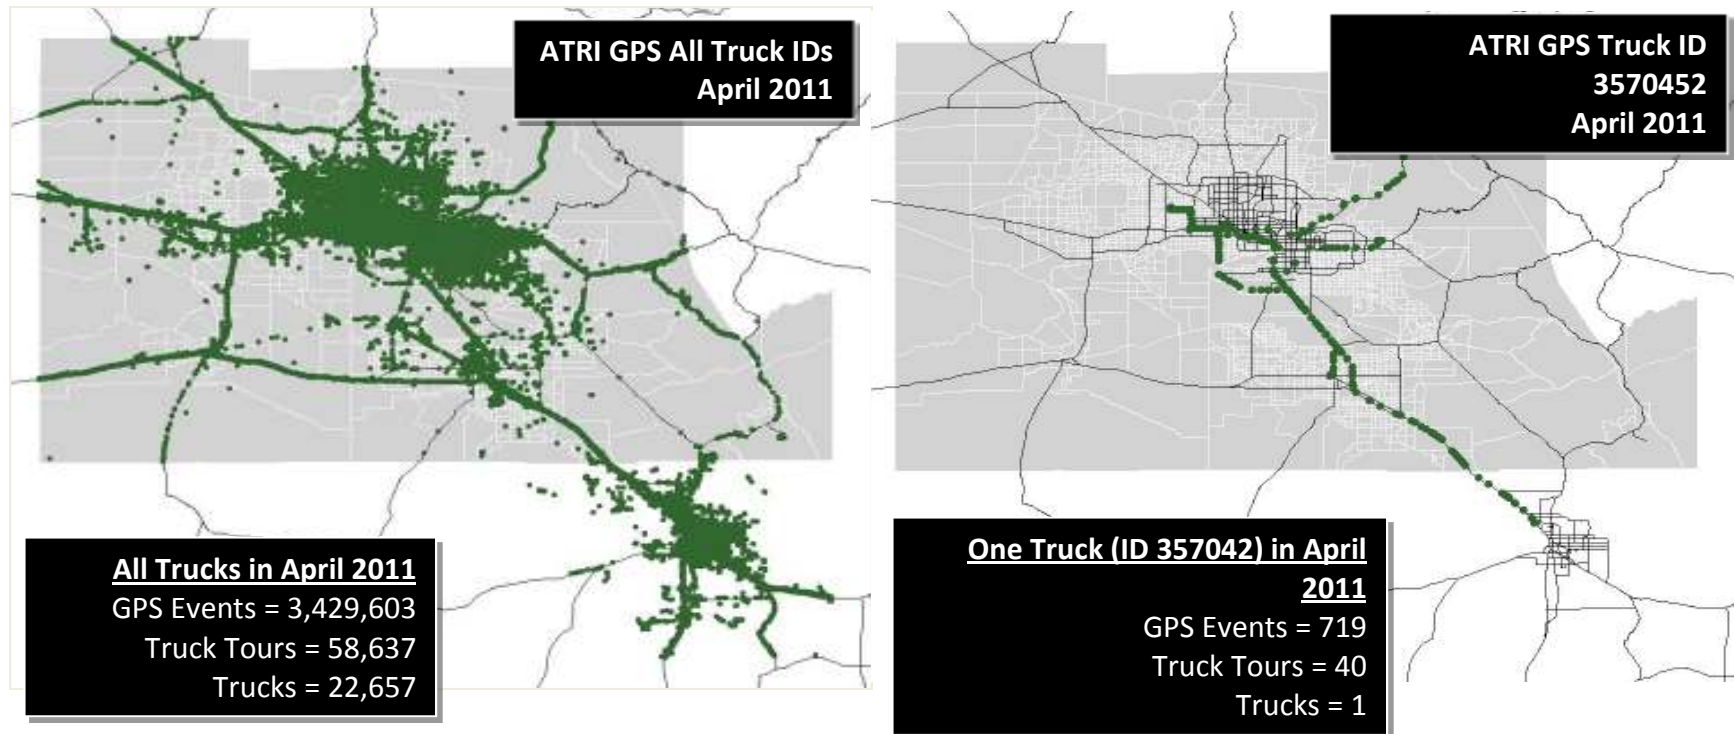 ATRI GPS All Truck IDs
April 2011
All Trucks in April 2011
GPS Events = 3,429,603
Truck Tours = 58,637
Trucks = 22,657
ATRI GPS Truck ID
3570452
April 2011
One Truck (ID 357042) in April
2011
GPS Events = 719
Truck Tours = 40
Trucks = 1